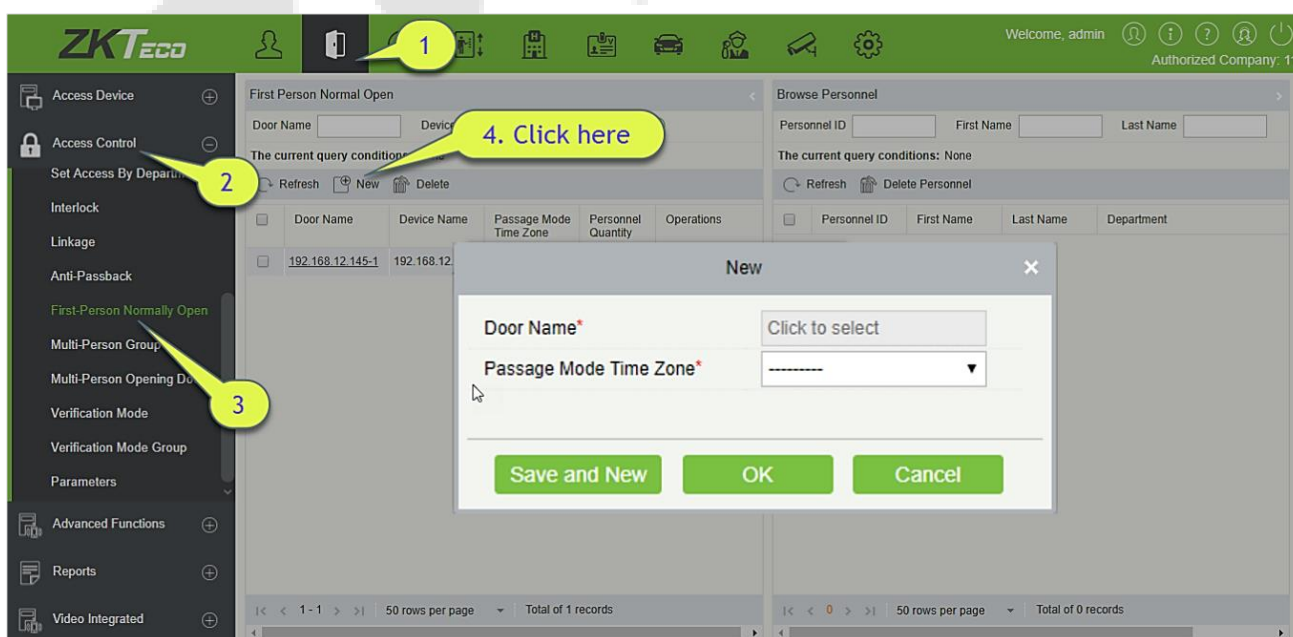 ZKTECO
1
Welcome, admin
Authorized Company: 1
Access Device
Access Control
2
Set Access By
Interlock
Linkage
Anti-Passback
First-Person Normally Open
Multi-Person Group
Multi-Person Opening
3
Verification Mode
Verification Mode Group
Parameters
Advanced Functions
Reports
Video Integrated
First Person Normal Open
Door Name
4. Click here
The current query
Refresh New Delete
Door Name Device Name Passage Mode Time Zone Personnel Quantity Operations
192.168.12.145-1 192.168.12.
Browse Personnel
Personnel ID First Name Last Name
The current query conditions: None
Refresh Delete Personnel
Personnel ID First Name Last Name Department
New
Door Name* Click to select
Passage Mode Time Zone* ---------
Save and New OK Cancel
1-1 50 rows per page Total of 1 records
0 50 rows per page Total of 0 records